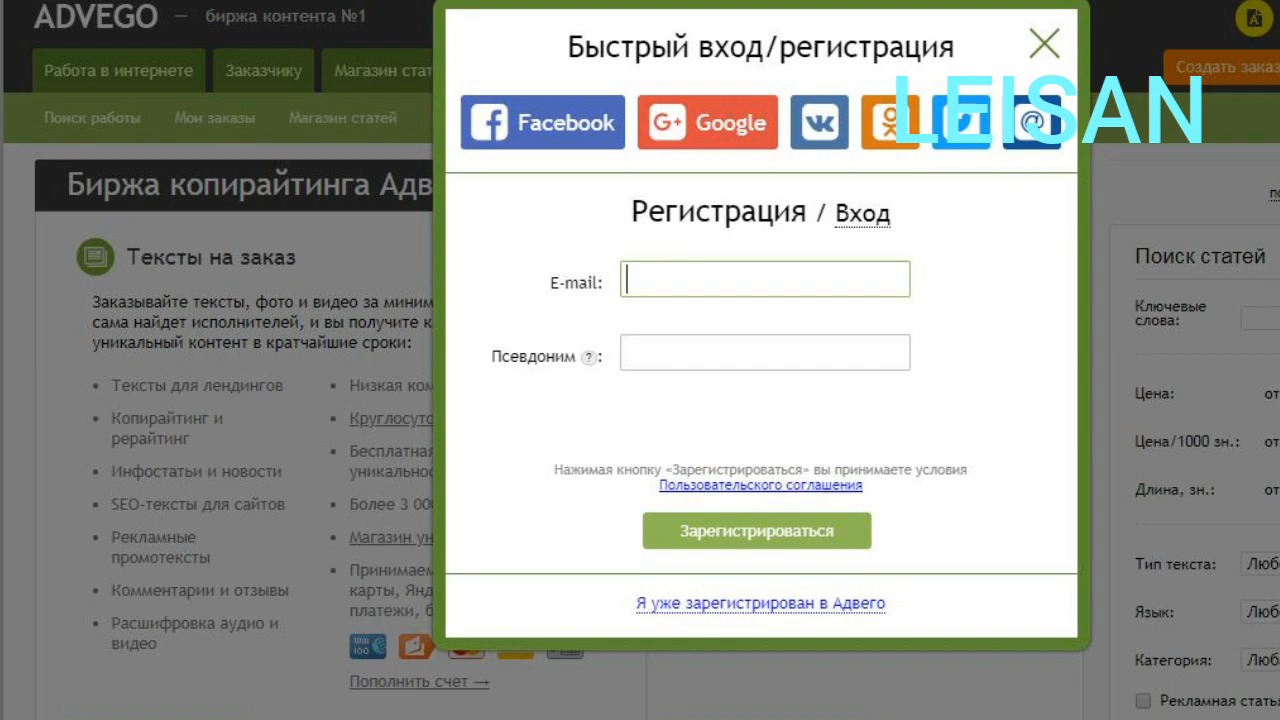 ADVEGO — биржа контента №1
Работа в интернете
Заказчику
Магазин стат
Создать заказ
Поиск работы
Мои заказы
Магазин статей
Быстрый вход/регистрация
Facebook
G+ Google
LEISAN
Регистрация / Вход
E-mail:
Псевдоним ?:
Нажимая кнопку «Зарегистрироваться» вы принимаете условия
Пользовательского соглашения
Зарегистрироваться
Я уже зарегистрирован в Адвего
Биржа копирайтинга Адв
Тексты на заказ
Заказывайте тексты, фото и видео за миним
сама найдет исполнителей, и вы получите к
уникальный контент в кратчайшие сроки:
• Тексты для лендингов
• Копирайтинг и
рерайтинг
• Инфостатьи и новости
• SEO-тексты для сайтов
• Рекламные
промотексты
• Комментарии и отзывы
• Расшифровка аудио и
видео
• Низкая ком
• Круглосуто
• Бесплатная
уникально
• Более 3 00
• Магазин ун
• Принимаем
карты, Янд
платежи, б
Пополнить счет →
Поиск статей
Ключевые
слова:
Цена: от
Цена/1000 зн.: от
Длина, зн.: от
Тип текста: Люб
Язык: Люб
Категория: Люб
Рекламная стать